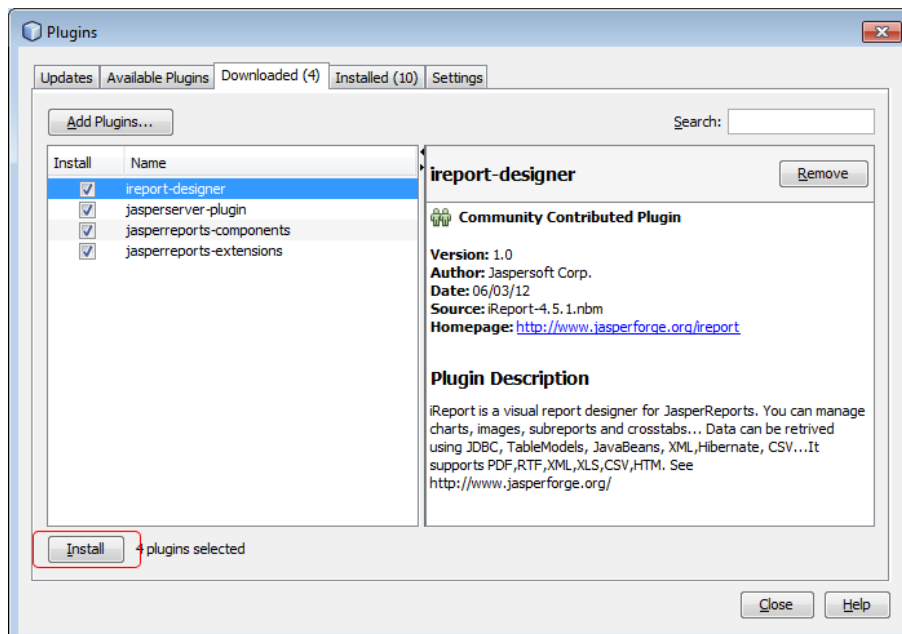 Plugins
Updates Available Plugins Downloaded (4) Installed (10) Settings
Add Plugins... Search:
Install Name
ireport-designer
jasperserver-plugin
jasperreports-components
jasperreports-extensions
ireport-designer Remove
Community Contributed Plugin
Version: 1.0
Author: Jaspersoft Corp.
Date: 06/03/12
Source: iReport-4.5.1.nbm
Homepage: http://www.jasperforge.org/ireport
Plugin Description
iReport is a visual report designer for JasperReports. You can manage
charts, images, subreports and crosstabs... Data can be retrived
using JDBC, TableModels, JavaBeans, XML,Hibernate, CSV...It
supports PDF,RTF,XML,XLS,CSV,HTM. See
http://www.jasperforge.org/
Install 4 plugins selected
Close Help